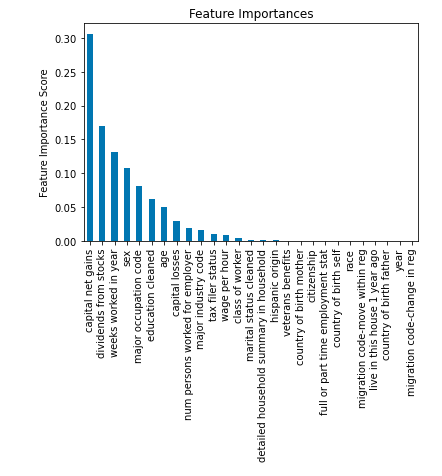 Feature Importances
Feature Importance Score
0.30
0.25
0.20
0.15
0.10
0.05
0.00
capital net gains
dividends from stocks
weeks worked in year
sex
major occupation code
education cleaned
age
capital losses
num persons worked for employer
major industry code
tax filer status
wage per hour
class of worker
marital status cleaned
detailed household summary in household
hispanic origin
veterans benefits
country of birth mother
citizenship
full or part time employment stat
country of birth self
race
migration code-move within reg
live in this house 1 year ago
country of birth father
year
migration code-change in reg